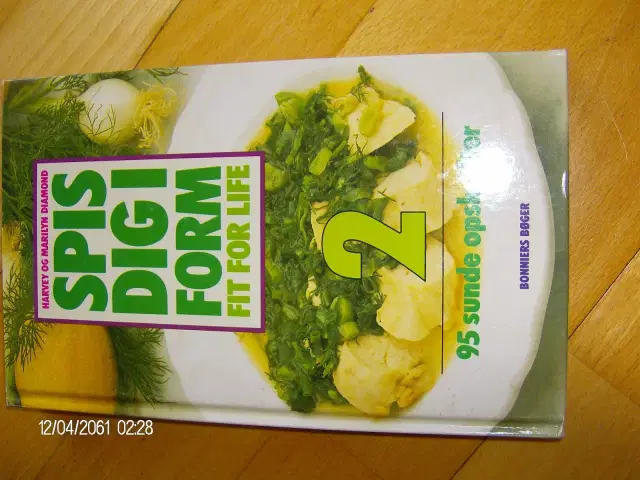 HARVEY OG MARILYN DIAMOND
SPIS
DIG I
FORM
FIT FOR LIFE
2
95 sunde
BONNIERS BØGER
12/04/2061 02:28